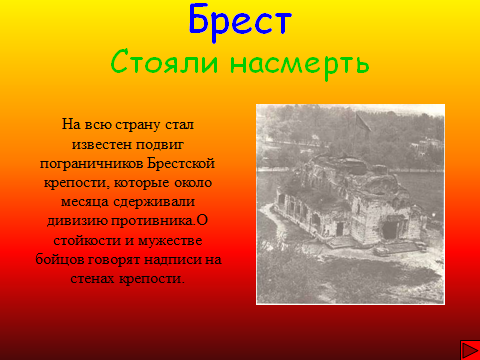 Брест
Стояли насмерть
На всю страну стал
известен подвиг
пограничников Брестской
крепости, которые около
месяца сдерживали
дивизию противника.О
стойкости и мужестве
бойцов говорят надписи на
стенах крепости.